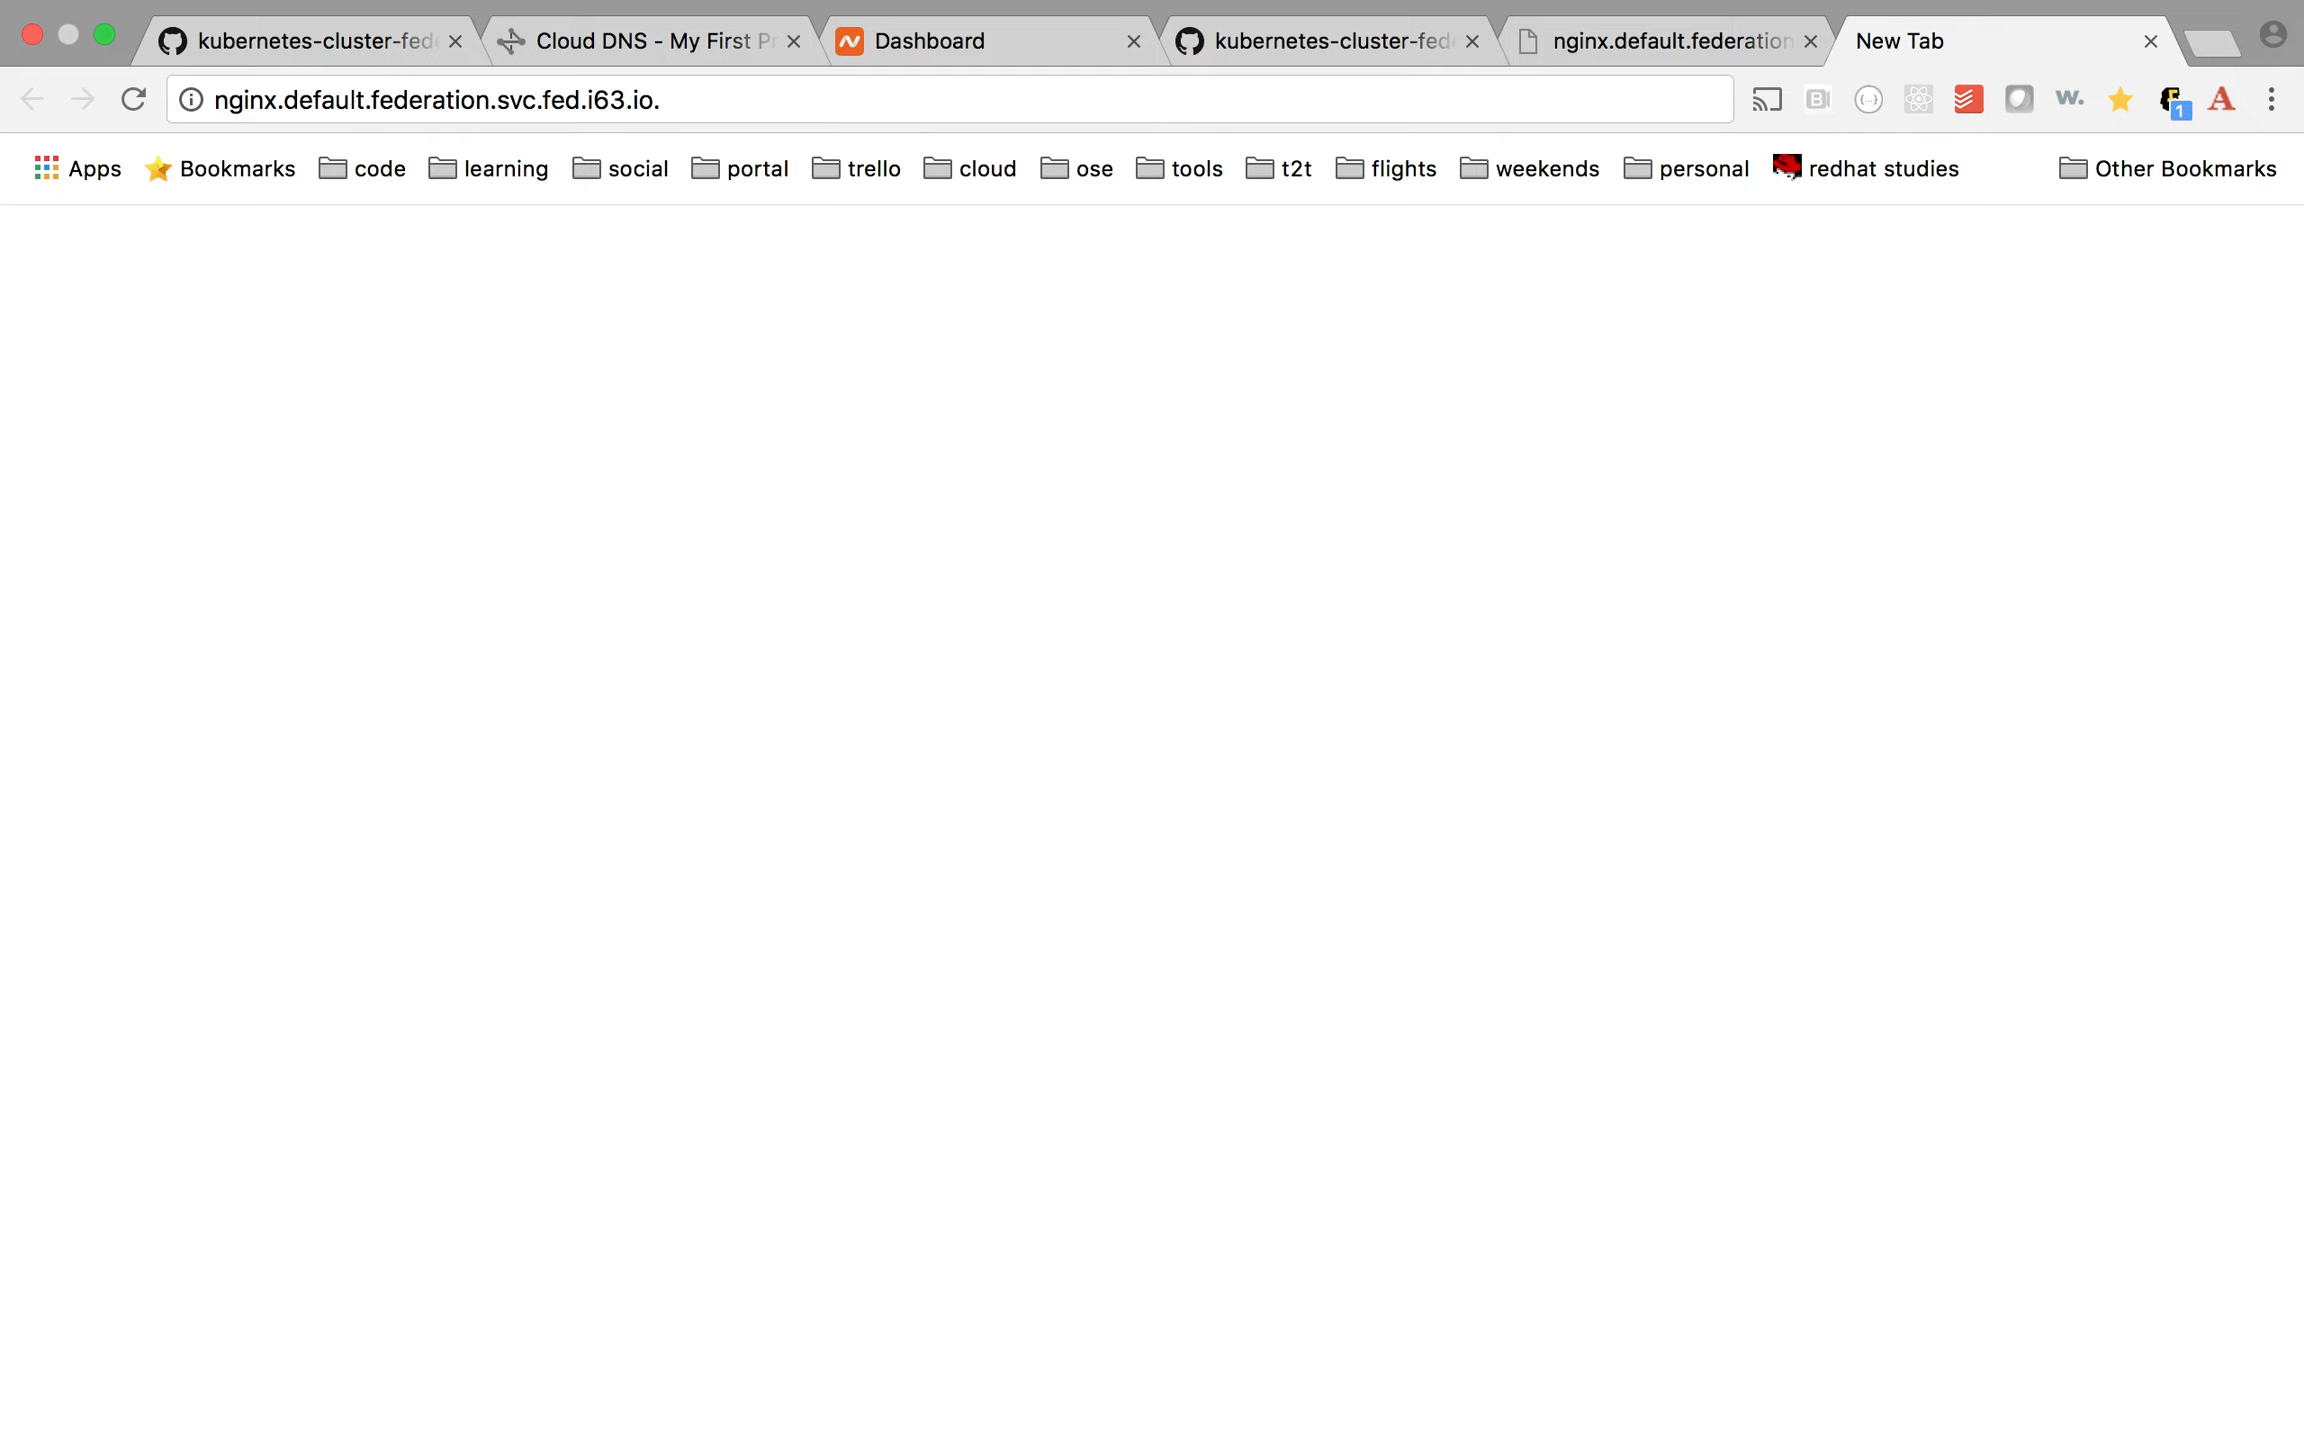 kubernetes-cluster-fed Cloud DNS - My First Pr Dashboard kubernetes-cluster-fed nginx.default.federation New Tab
nginx.default.federation.svc.fed.i63.io.
Apps Bookmarks code learning social portal trello cloud ose tools t2t flights weekends personal redhat studies Other Bookmarks
B {...} w. F 1 A